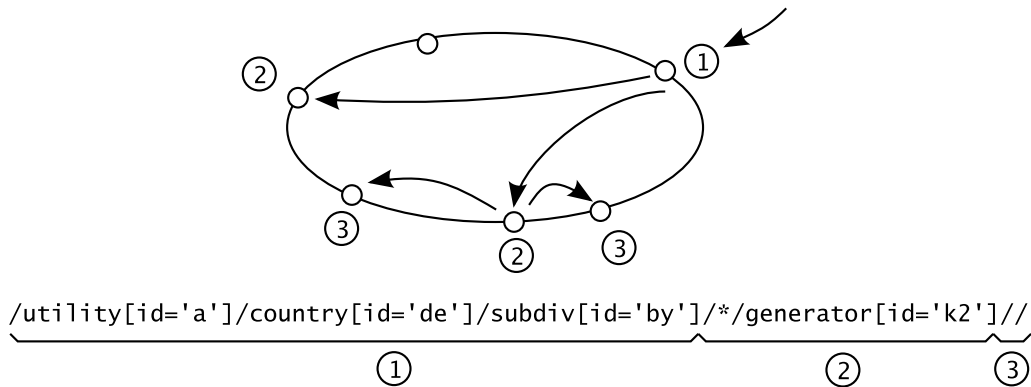 ①
②
③
②
③
/utility[id='a']/country[id='de']/subdiv[id='by']/*/generator[id='k2']//
① ② ③